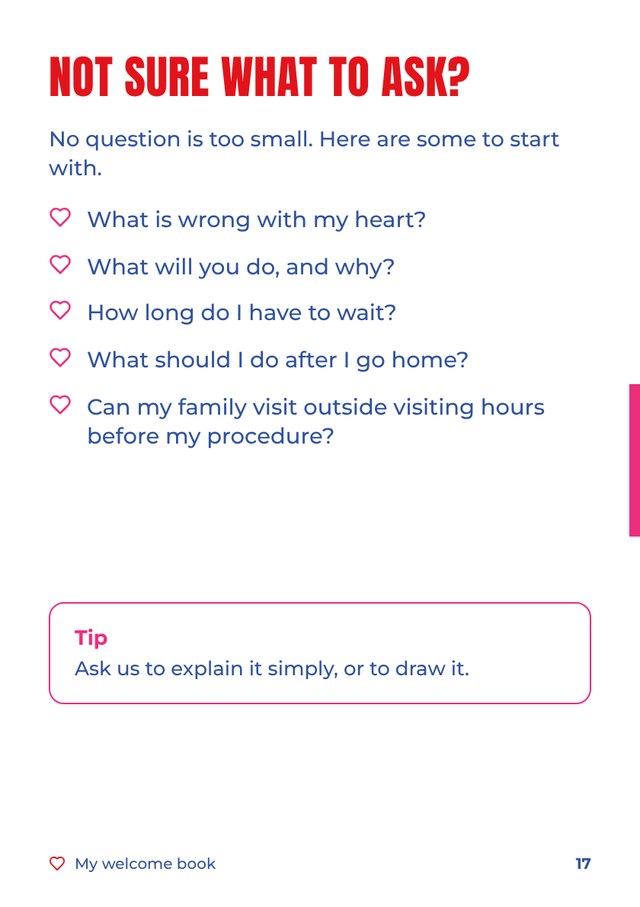 NOT SURE WHAT TO ASK?
No question is too small. Here are some to start
with.
What is wrong with my heart?
What will you do, and why?
How long do I have to wait?
What should I do after I go home?
Can my family visit outside visiting hours
before my procedure?
Tip
Ask us to explain it simply, or to draw it.
My welcome book
17